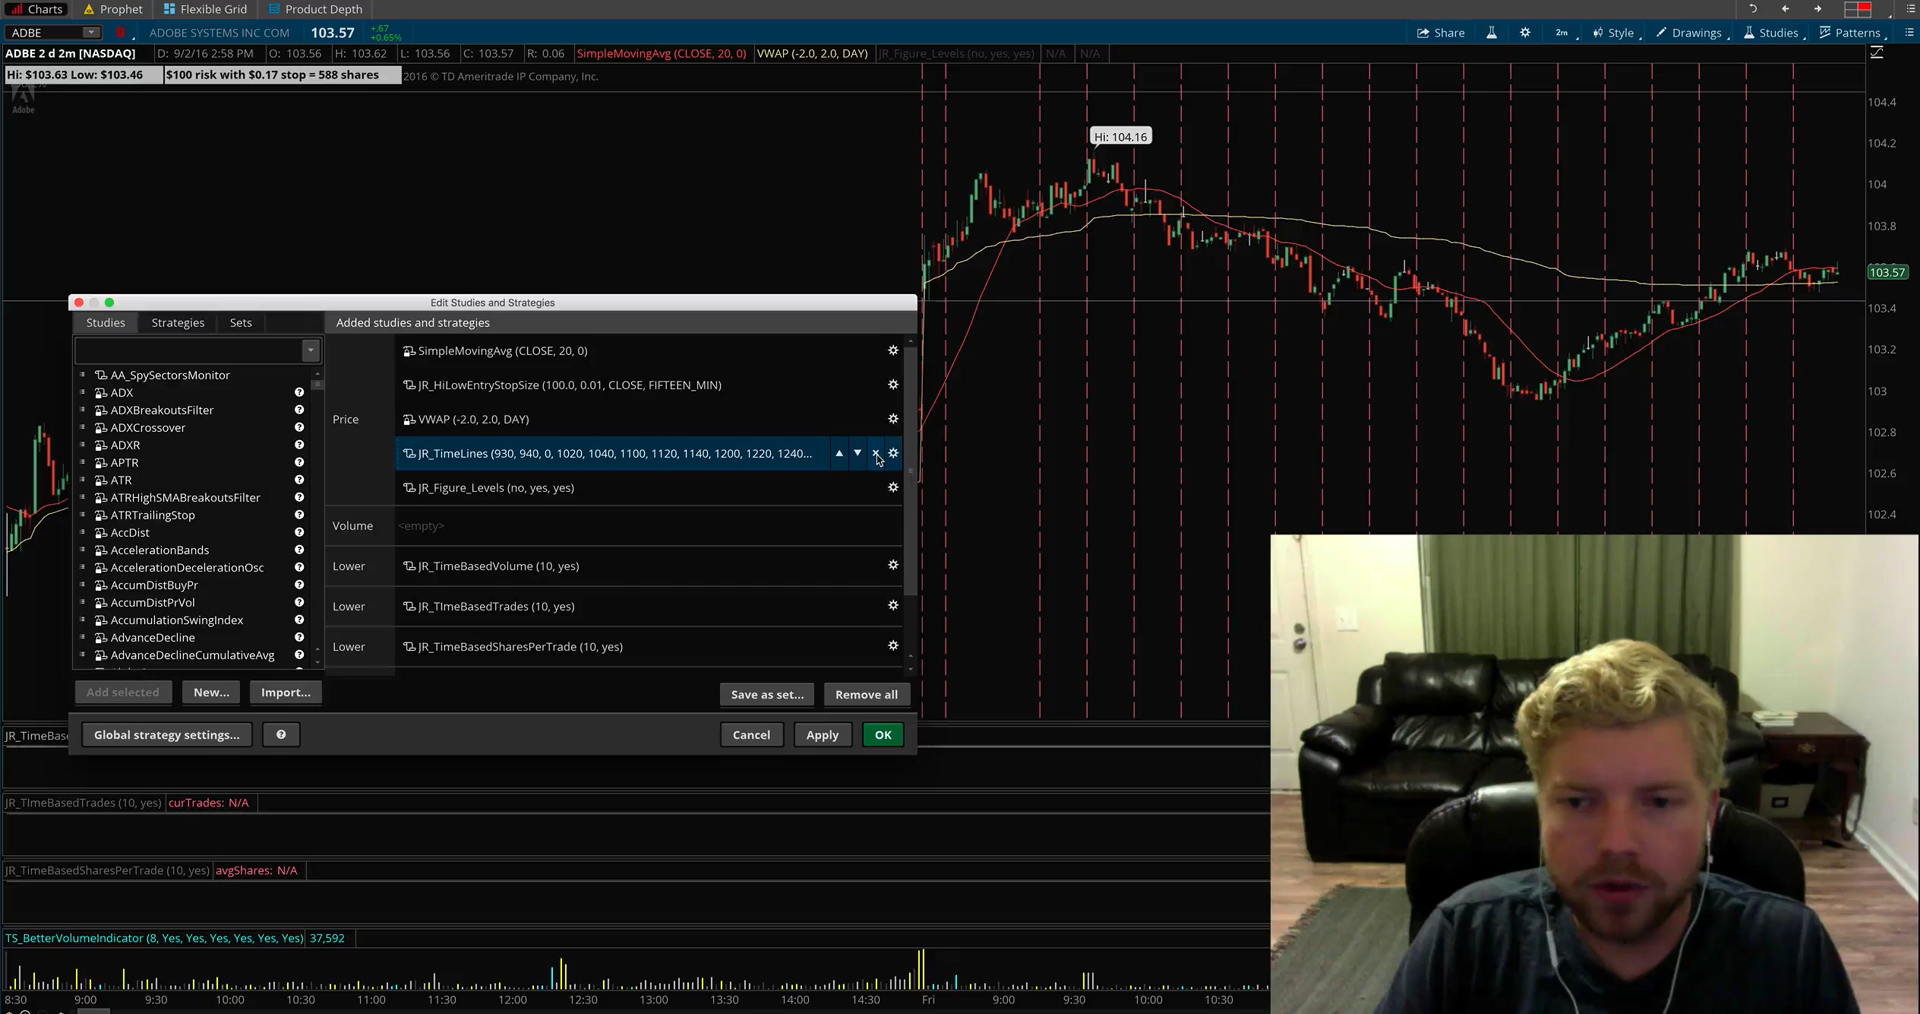 Charts Prophet Flexible Grid Product Depth
ADBE ADOBE SYSTEMS INC COM 103.57 +.67 +0.65% Share 2m Style Drawings Studies Patterns
ADBE 2 d 2m [NASDAQ] D: 9/2/16 2:58 PM O: 103.56 H: 103.62 L: 103.56 C: 103.57 R: 0.06 SimpleMovingAvg (CLOSE, 20, 0) VWAP (-2.0, 2.0, DAY) JR_Figure_Levels (no, yes, yes) N/A N/A
Hi: $103.63 Low: $103.46 $100 risk with $0.17 stop = 588 shares 2016 © TD Ameritrade IP Company, Inc.
Adobe
Hi: 104.16
104.4
104.2
104
103.8
103.57
103.4
103.2
103
102.8
102.6
102.4
Edit Studies and Strategies
Studies Strategies Sets
AA_SpySectorsMonitor
ADX
ADXBreakoutsFilter
ADXCrossover
ADXR
APTR
ATR
ATRHighSMABreakoutsFilter
ATRTrailingStop
AccDist
AccelerationBands
AccelerationDecelerationOsc
AccumDistBuyPr
AccumDistPrVol
AccumulationSwingIndex
AdvanceDecline
AdvanceDeclineCumulativeAvg
Add selected New... Import...
Added studies and strategies
Price
SimpleMovingAvg (CLOSE, 20, 0)
JR_HiLowEntryStopSize (100.0, 0.01, CLOSE, FIFTEEN_MIN)
VWAP (-2.0, 2.0, DAY)
JR_TimeLines (930, 940, 0, 1020, 1040, 1100, 1120, 1140, 1200, 1220, 1240...
JR_Figure_Levels (no, yes, yes)
Volume <empty>
Lower JR_TimeBasedVolume (10, yes)
Lower JR_TImeBasedTrades (10, yes)
Lower JR_TimeBasedSharesPerTrade (10, yes)
Save as set... Remove all
Global strategy settings... ? Cancel Apply OK
JR_TimeBas
JR_TImeBasedTrades (10, yes) curTrades: N/A
JR_TimeBasedSharesPerTrade (10, yes) avgShares: N/A
TS_BetterVolumeIndicator (8, Yes, Yes, Yes, Yes, Yes, Yes) 37,592
8:30 9:00 9:30 10:00 10:30 11:00 11:30 12:00 12:30 13:00 13:30 14:00 14:30 Fri 9:00 9:30 10:00 10:30